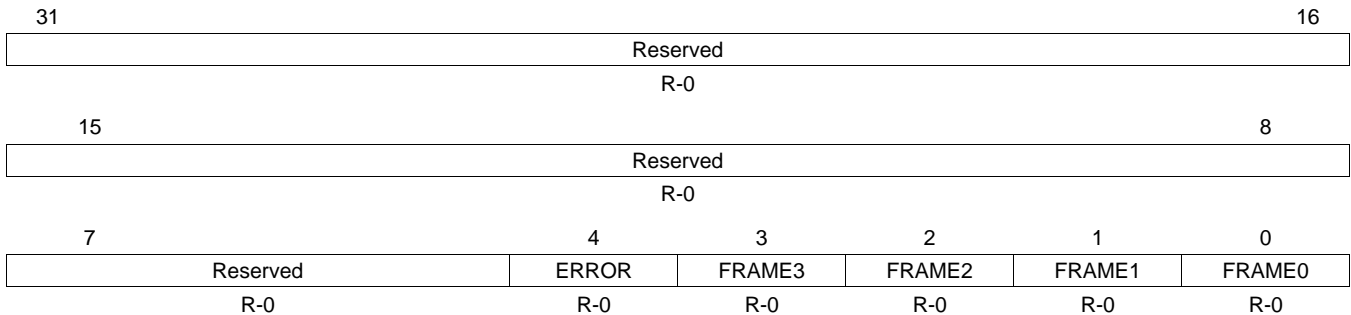 31 16
Reserved
R-0
15 8
Reserved
R-0
7 4 3 2 1 0
Reserved ERROR FRAME3 FRAME2 FRAME1 FRAME0
R-0 R-0 R-0 R-0 R-0 R-0